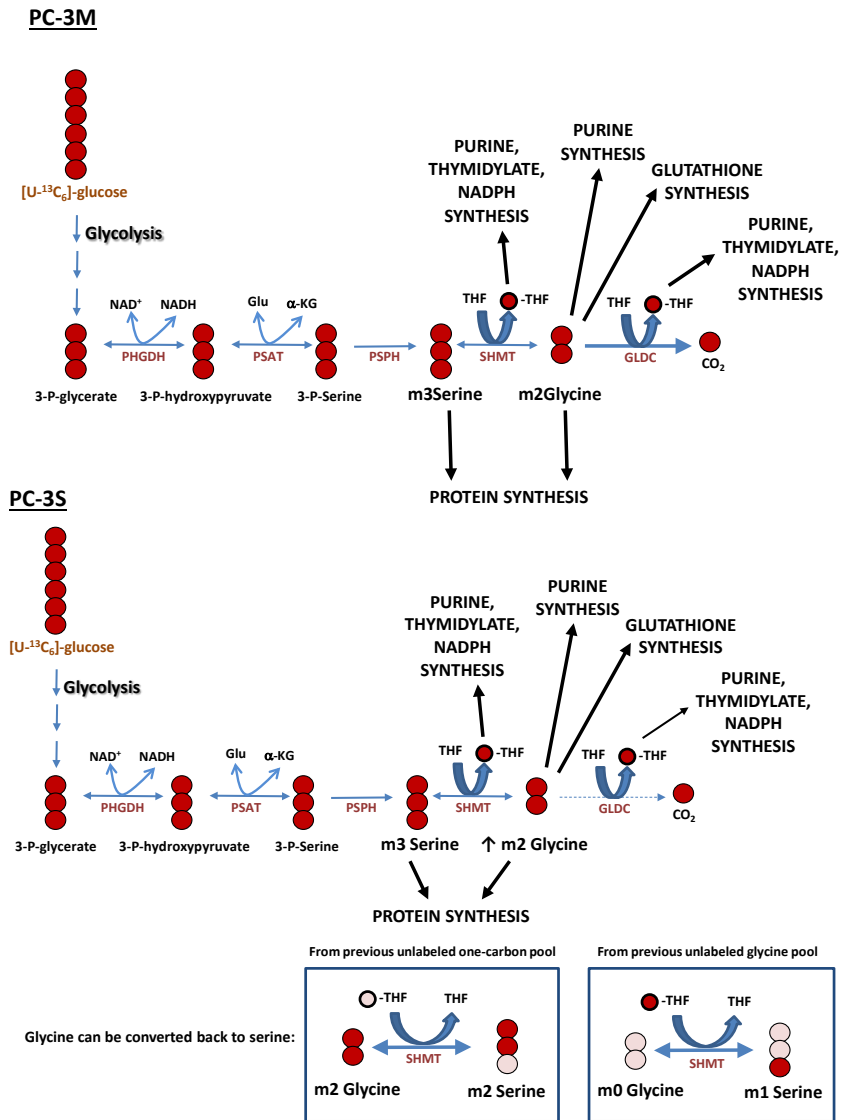 PC-3M
PURINE
SYNTHESIS
PURINE,
THYMIDYLATE,
NADPH
SYNTHESIS
GLUTATHIONE
SYNTHESIS
[U-¹³C₆]-glucose
PURINE,
THYMIDYLATE,
NADPH
SYNTHESIS
Glycolysis
NAD⁺ NADH Glu α-KG THF -THF THF -THF
PHGDH PSAT PSPH SHMT GLDC
CO₂
3-P-glycerate 3-P-hydroxypyruvate 3-P-Serine m3Serine m2Glycine
PROTEIN SYNTHESIS
PC-3S
PURINE
SYNTHESIS
PURINE,
THYMIDYLATE,
NADPH
SYNTHESIS
GLUTATHIONE
SYNTHESIS
[U-¹³C₆]-glucose
PURINE,
THYMIDYLATE,
NADPH
SYNTHESIS
Glycolysis
NAD⁺ NADH Glu α-KG THF -THF THF -THF
PHGDH PSAT PSPH SHMT GLDC
CO₂
3-P-glycerate 3-P-hydroxypyruvate 3-P-Serine m3 Serine ↑ m2 Glycine
PROTEIN SYNTHESIS
From previous unlabeled one-carbon pool
From previous unlabeled glycine pool
Glycine can be converted back to serine:
-THF THF
SHMT
m2 Glycine m2 Serine
-THF THF
SHMT
m0 Glycine m1 Serine